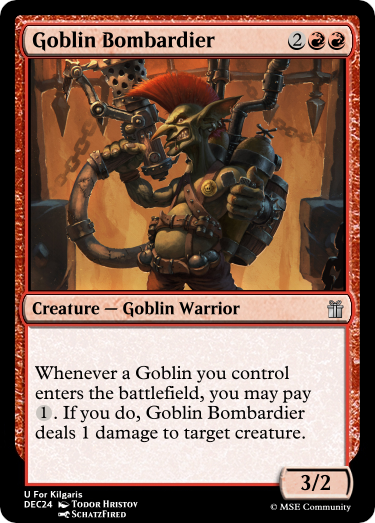 Goblin Bombardier 2
Creature — Goblin Warrior
Whenever a Goblin you control
enters the battlefield, you may pay
1 . If you do, Goblin Bombardier
deals 1 damage to target creature.
3/2
U For Kilgaris
DEC24 Todor Hristov
SchatzFired
© MSE Community